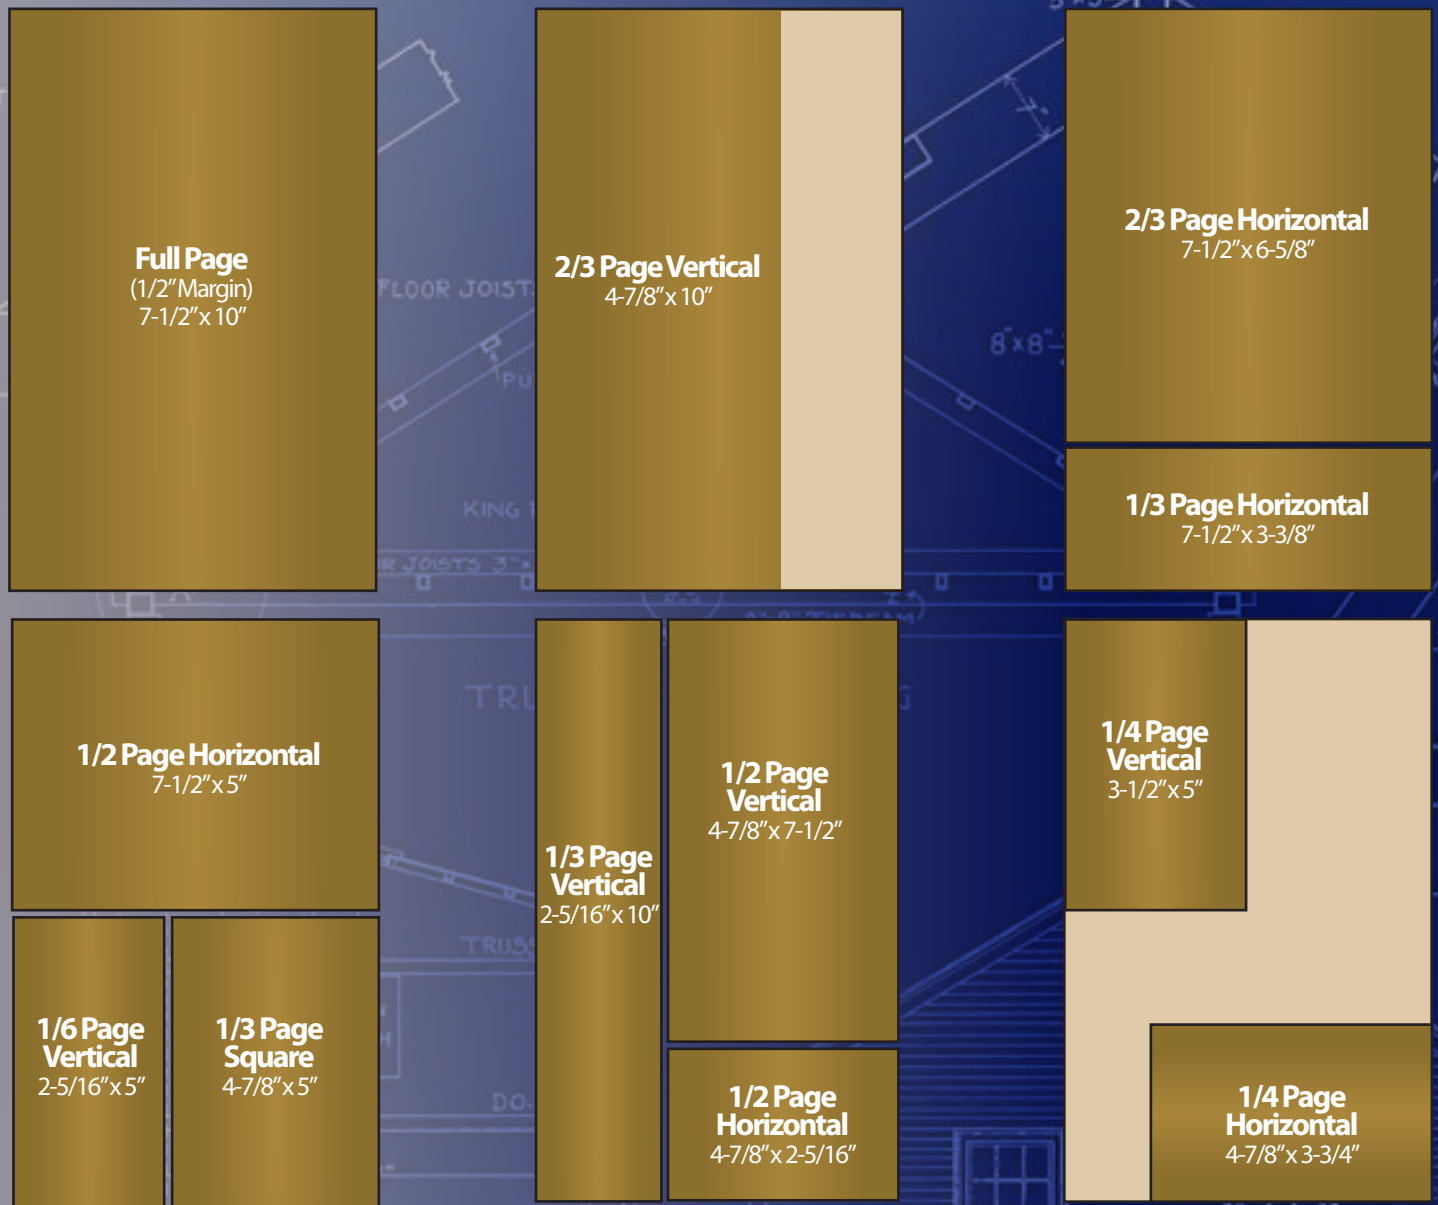 Full Page
(1/2” Margin)
7-1/2” x 10”
2/3 Page Vertical
4-7/8” x 10”
2/3 Page Horizontal
7-1/2” x 6-5/8”
1/3 Page Horizontal
7-1/2” x 3-3/8”
7"
FLOOR JOISTS
8"x8"
KING
JOISTS 3"x
1/2 Page Horizontal
7-1/2” x 5”
1/6 Page
Vertical
2-5/16” x 5”
1/3 Page
Square
4-7/8” x 5”
1/3 Page
Vertical
2-5/16” x 10”
1/2 Page
Vertical
4-7/8” x 7-1/2”
1/2 Page
Horizontal
4-7/8” x 2-5/16”
1/4 Page
Vertical
3-1/2” x 5”
1/4 Page
Horizontal
4-7/8” x 3-3/4”